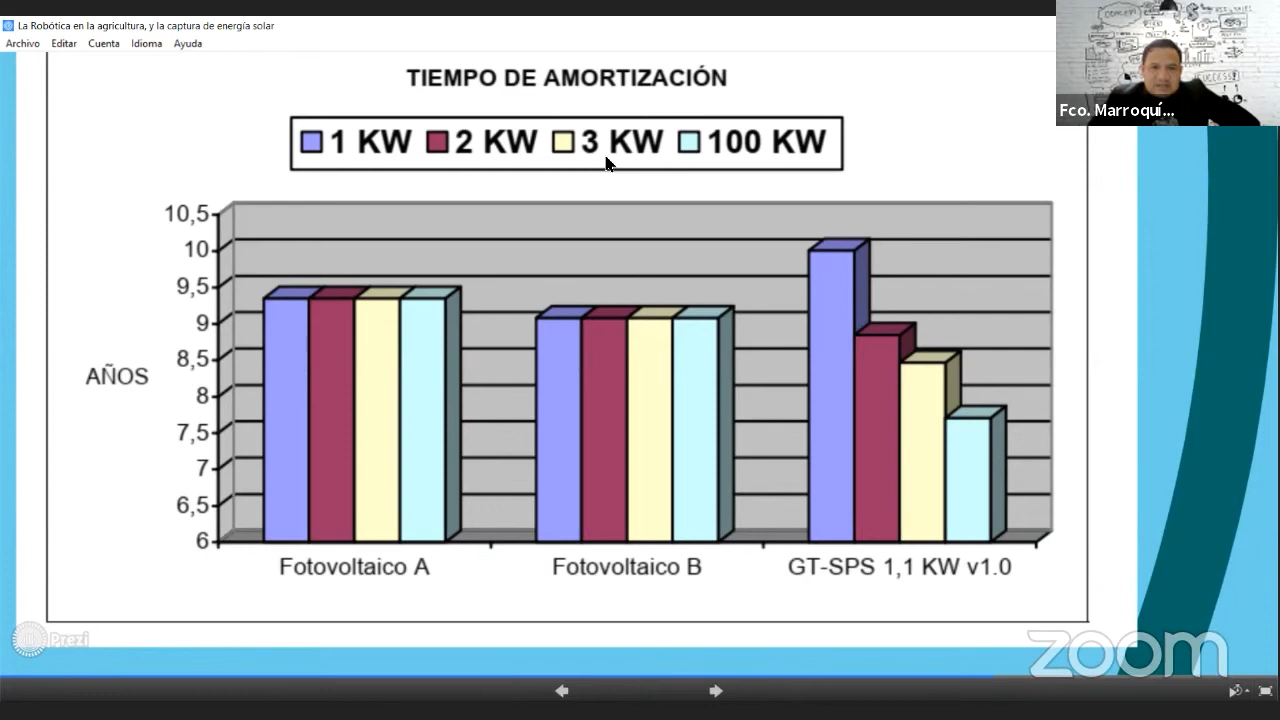 La Robótica en la agricultura, y la captura de energía solar
Archivo Editar Cuenta Idioma Ayuda
CONCEPT
SUCCESS
Fco. Marroquí...
TIEMPO DE AMORTIZACIÓN
1 KW 2 KW 3 KW 100 KW
10,5
10
9,5
9
8,5
8
7,5
7
6,5
6
AÑOS
Fotovoltaico A Fotovoltaico B GT-SPS 1,1 KW v1.0
Prezi
zoom